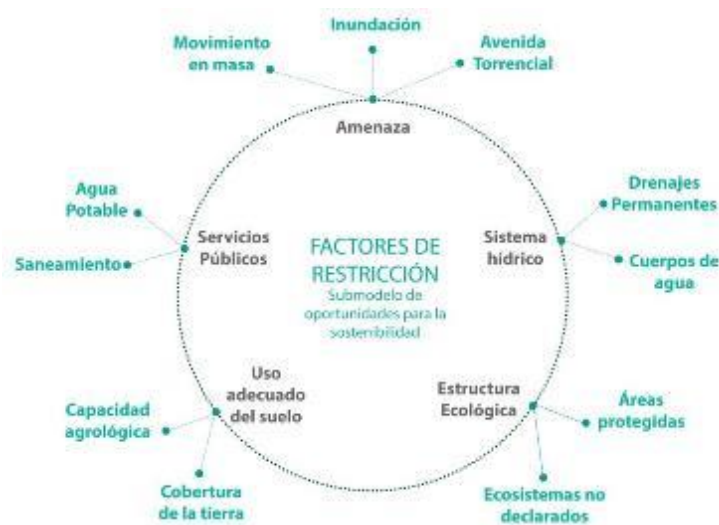 Inundación
Movimiento
en masa
Avenida
Torrencial
Amenaza
Agua
Potable
Saneamiento
Servicios
Públicos
FACTORES DE
RESTRICCIÓN
Submodelo de
oportunidades para la
sostenibilidad
Sistema
hídrico
Drenajes
Permanentes
Cuerpos de
agua
Uso
adecuado
del suelo
Capacidad
agrológica
Cobertura
de la tierra
Estructura
Ecológica
Áreas
protegidas
Ecosistemas no
declarados